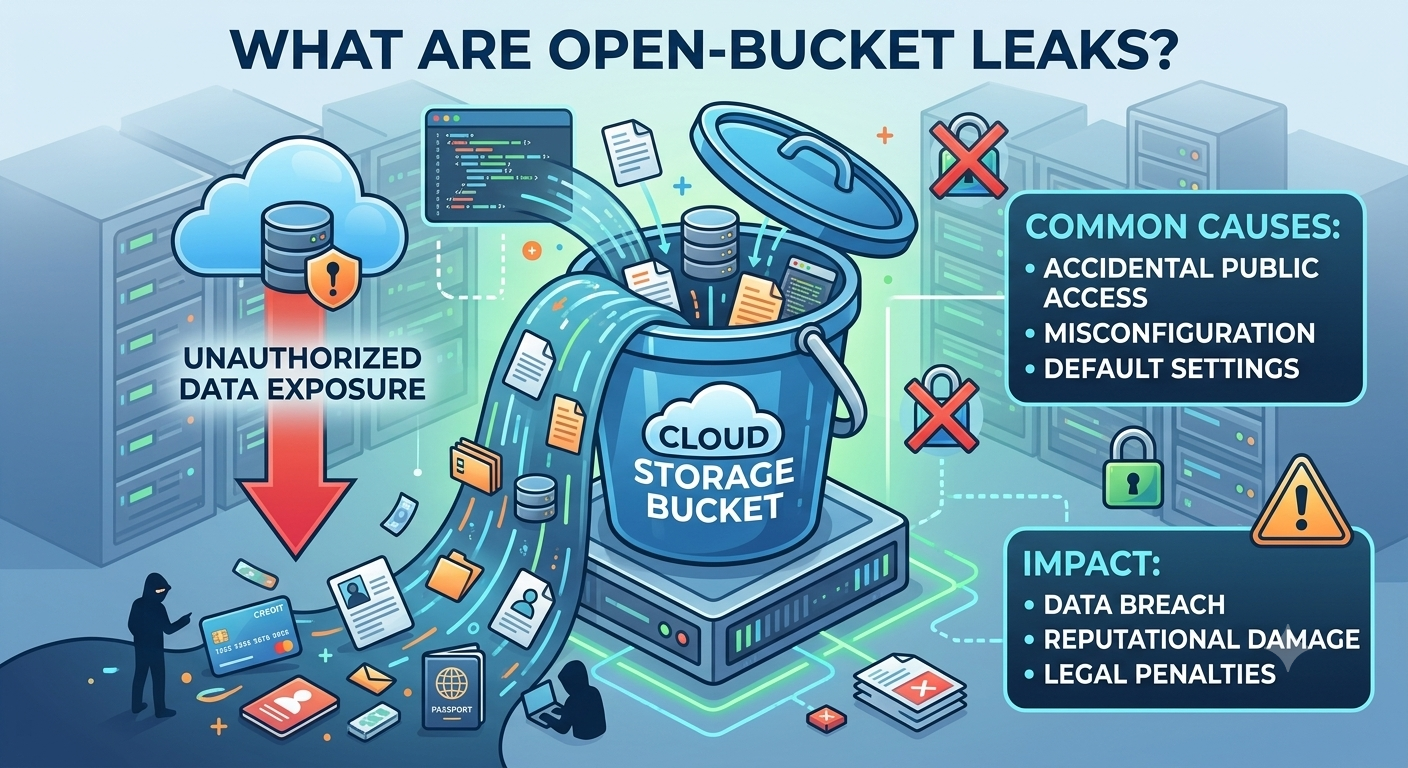 WHAT ARE OPEN-BUCKET LEAKS?
UNAUTHORIZED
DATA EXPOSURE
CLOUD
STORAGE
BUCKET
COMMON CAUSES:
• ACCIDENTAL PUBLIC
ACCESS
• MISCONFIGURATION
• DEFAULT SETTINGS
IMPACT:
• DATA BREACH
• REPUTATIONAL DAMAGE
• LEGAL PENALTIES
CREDIT
PASSPORT